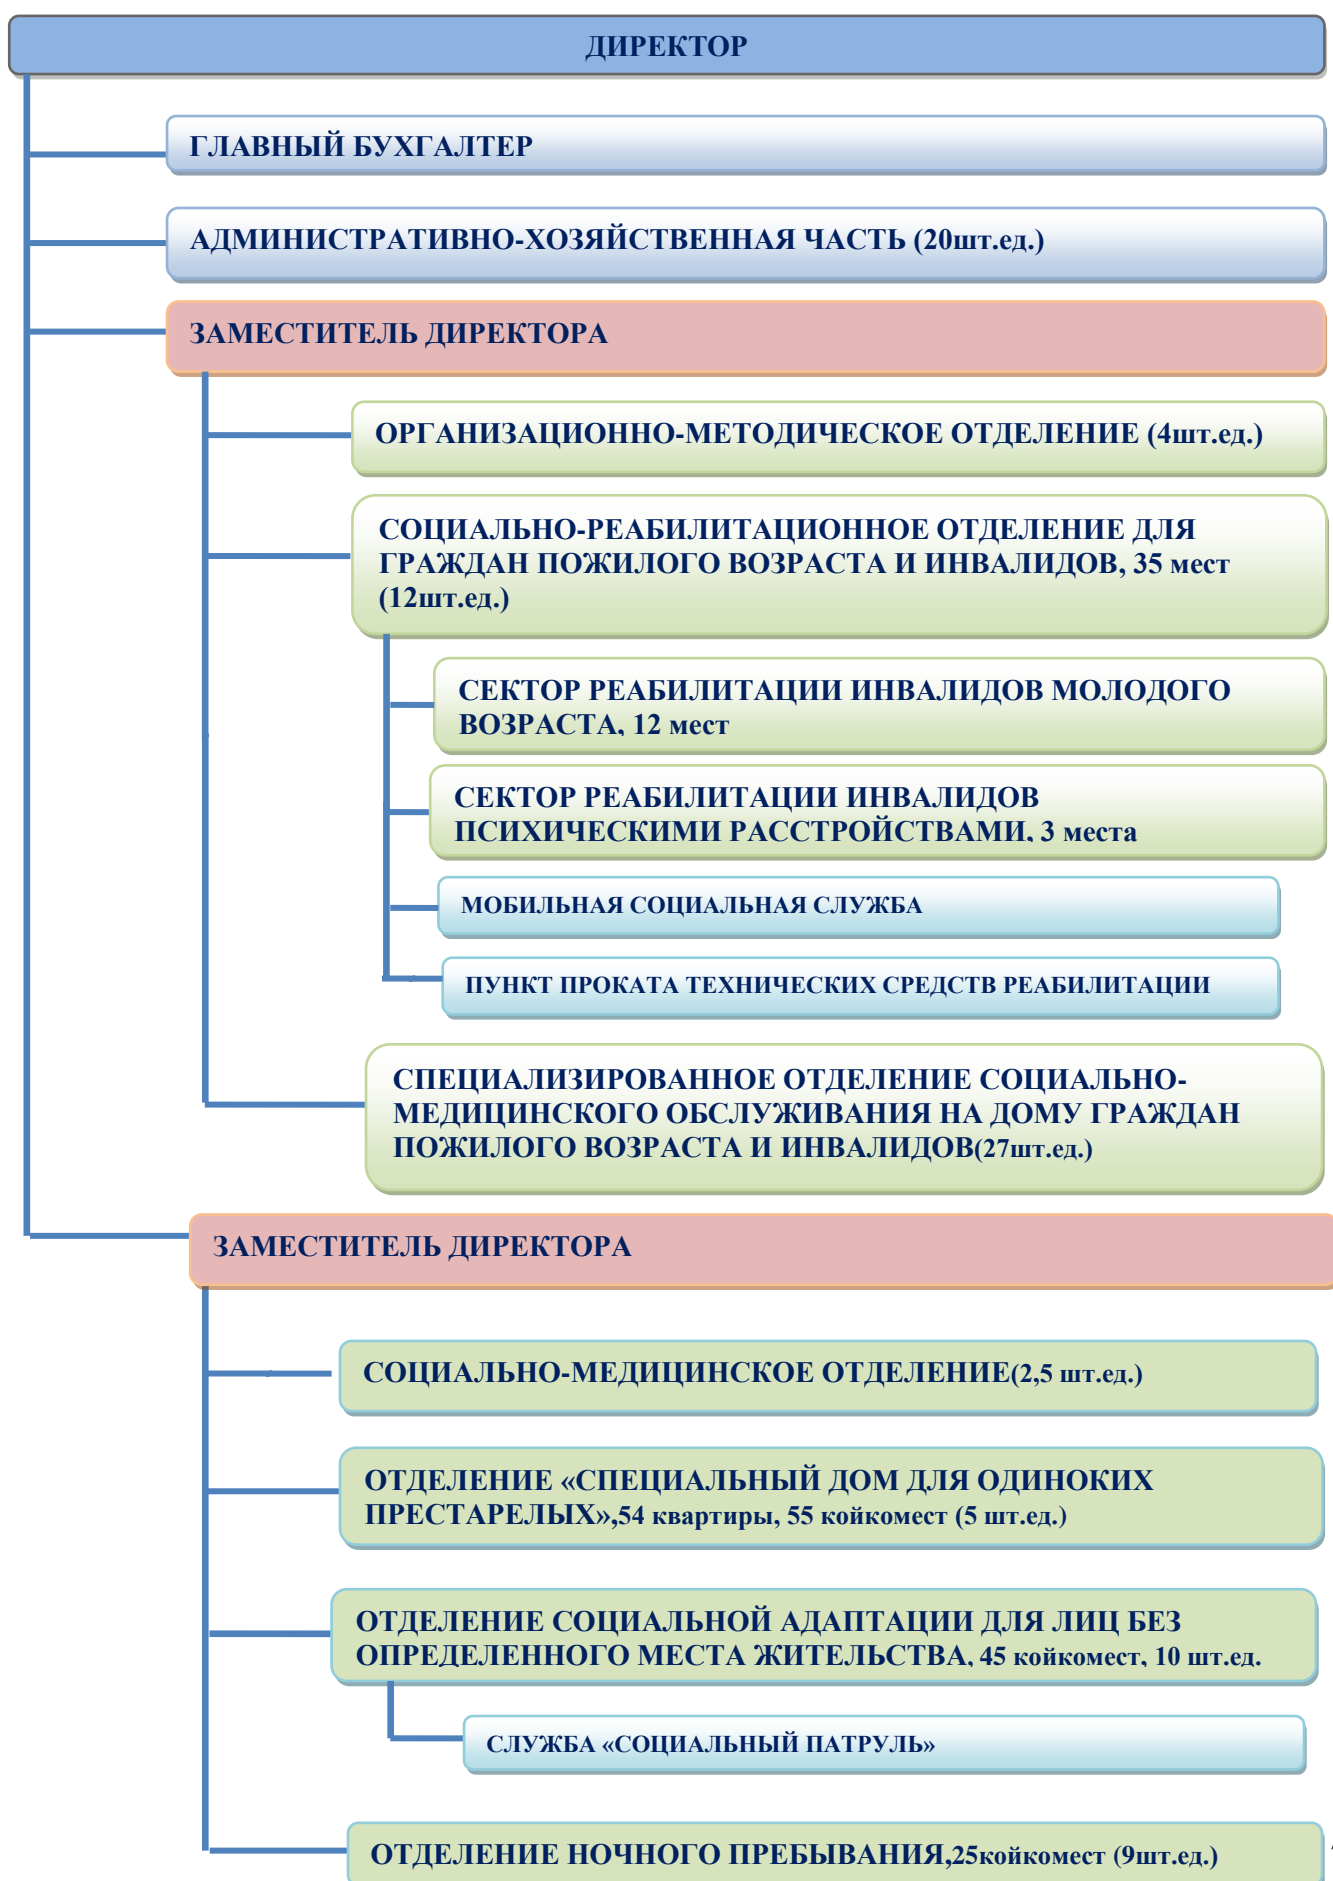 ДИРЕКТОР
ГЛАВНЫЙ БУХГАЛТЕР
АДМИНИСТРАТИВНО-ХОЗЯЙСТВЕННАЯ ЧАСТЬ (20шт.ед.)
ЗАМЕСТИТЕЛЬ ДИРЕКТОРА
ОРГАНИЗАЦИОННО-МЕТОДИЧЕСКОЕ ОТДЕЛЕНИЕ (4шт.ед.)
СОЦИАЛЬНО-РЕАБИЛИТАЦИОННОЕ ОТДЕЛЕНИЕ ДЛЯ
ГРАЖДАН ПОЖИЛОГО ВОЗРАСТА И ИНВАЛИДОВ, 35 мест
(12шт.ед.)
СЕКТОР РЕАБИЛИТАЦИИ ИНВАЛИДОВ МОЛОДОГО
ВОЗРАСТА, 12 мест
СЕКТОР РЕАБИЛИТАЦИИ ИНВАЛИДОВ
ПСИХИЧЕСКИМИ РАССТРОЙСТВАМИ, 3 места
МОБИЛЬНАЯ СОЦИАЛЬНАЯ СЛУЖБА
ПУНКТ ПРОКАТА ТЕХНИЧЕСКИХ СРЕДСТВ РЕАБИЛИТАЦИИ
СПЕЦИАЛИЗИРОВАННОЕ ОТДЕЛЕНИЕ СОЦИАЛЬНО-
МЕДИЦИНСКОГО ОБСЛУЖИВАНИЯ НА ДОМУ ГРАЖДАН
ПОЖИЛОГО ВОЗРАСТА И ИНВАЛИДОВ(27шт.ед.)
ЗАМЕСТИТЕЛЬ ДИРЕКТОРА
СОЦИАЛЬНО-МЕДИЦИНСКОЕ ОТДЕЛЕНИЕ(2,5 шт.ед.)
ОТДЕЛЕНИЕ «СПЕЦИАЛЬНЫЙ ДОМ ДЛЯ ОДИНОКИХ
ПРЕСТАРЕЛЫХ»,54 квартиры, 55 койкомест (5 шт.ед.)
ОТДЕЛЕНИЕ СОЦИАЛЬНОЙ АДАПТАЦИИ ДЛЯ ЛИЦ БЕЗ
ОПРЕДЕЛЕННОГО МЕСТА ЖИТЕЛЬСТВА, 45 койкомест, 10 шт.ед.
СЛУЖБА «СОЦИАЛЬНЫЙ ПАТРУЛЬ»
ОТДЕЛЕНИЕ НОЧНОГО ПРЕБЫВАНИЯ,25койкомест (9шт.ед.)